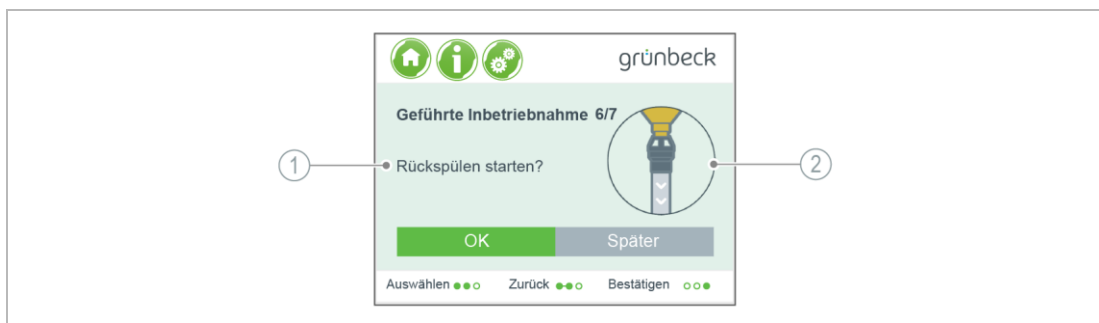 grünbeck
Geführte Inbetriebnahme 6/7
1
Rückspülen starten?
2
OK Später
Auswählen Zurück Bestätigen